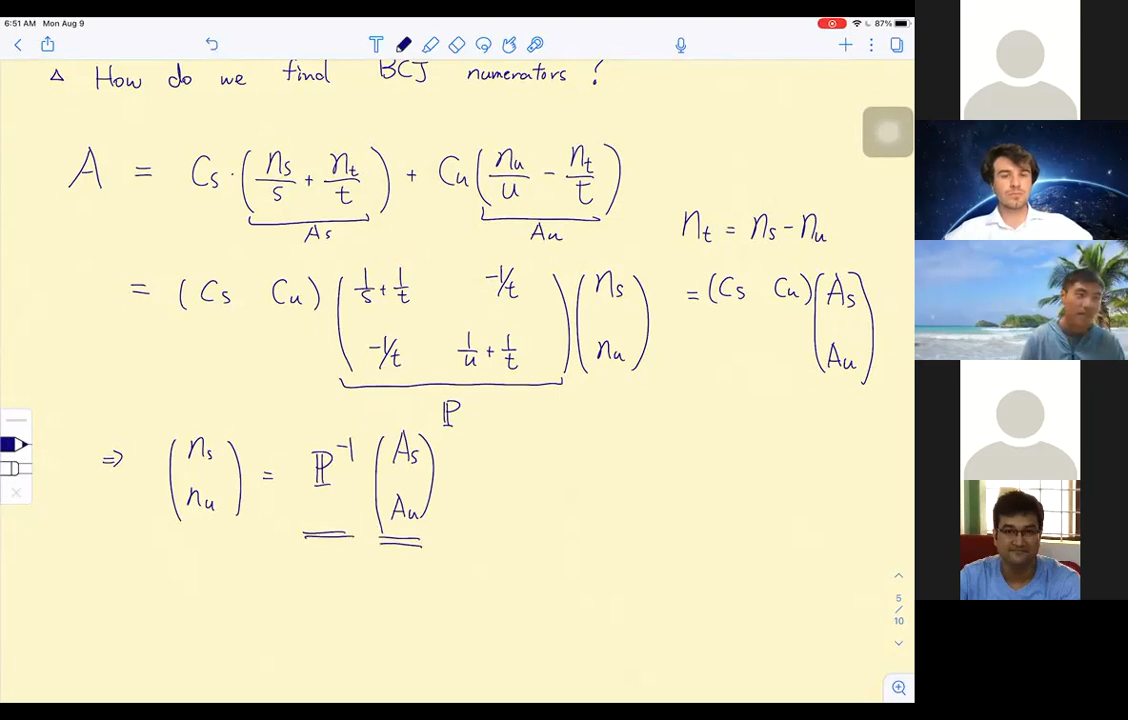 6:51 AM Mon Aug 9
87%
Δ How do we find BCJ numerators ?
A = Cs · ( ns/s + nt/t ) + Cu ( nu/u − nt/t )
As Au
nt = ns − nu
= ( Cs Cu ) ( 1/s + 1/t −1/t ) ( ns ) = ( Cs Cu ) ( As )
( −1/t 1/u + 1/t ) ( nu ) ( Au )
ℙ
⇒ ( ns ) = ℙ⁻¹ ( As )
( nu ) ( Au )
5
/
10